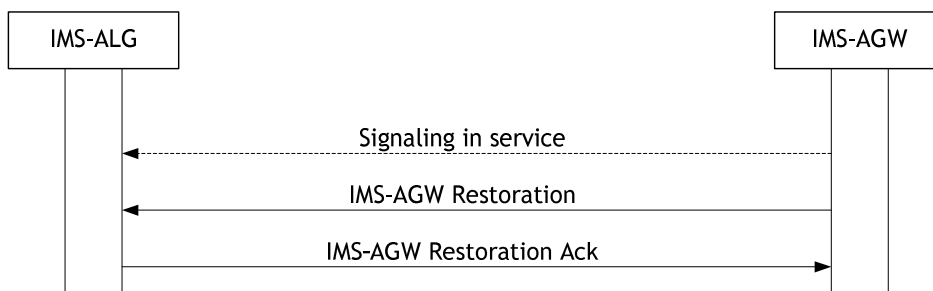 IMS-ALG
IMS-AGW
Signaling in service
IMS-AGW Restoration
IMS-AGW Restoration Ack